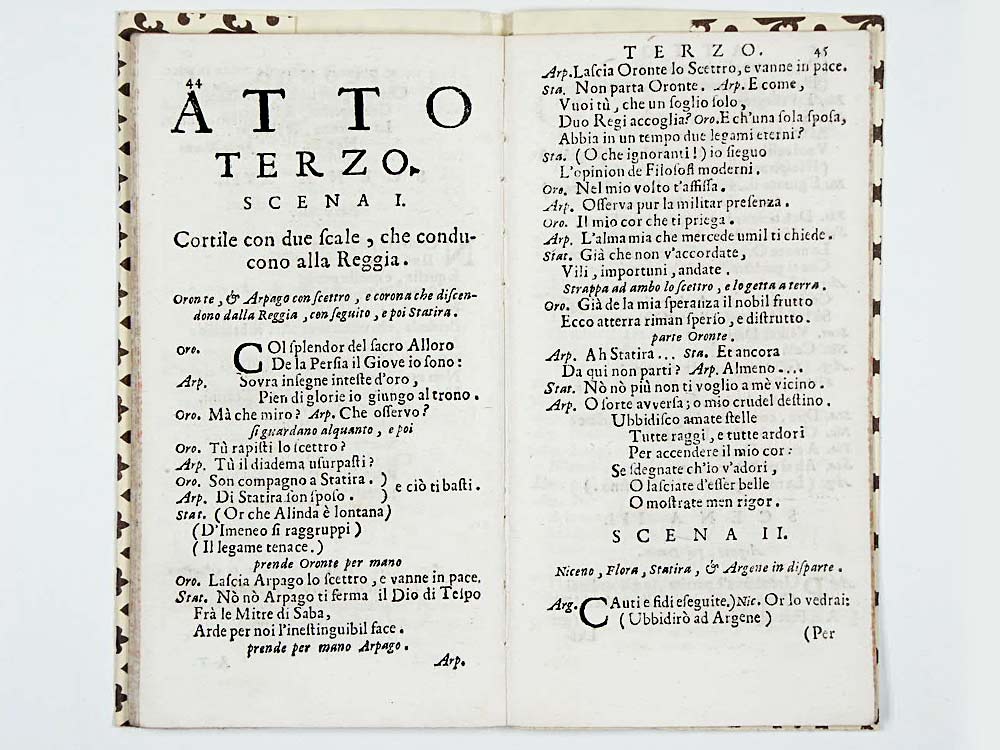 44
ATTO
TERZO.
SCENA I.
Cortile con due ſcale, che condu-
cono alla Reggia.
Oronte, & Arpago con ſcettro, e corona che diſcen-
dono dalla Reggia, con ſeguito, e poi Statira.
Oro. COl ſplendor del ſacro Alloro
De la Perſia il Giove io ſono:
Arp. Sovra inſegne inteſte d'oro,
Pien di glorie io giungo al trono.
Oro. Mà che miro? Arp. Che oſſervo?
ſi guardano alquanto, e poi
Oro. Tù rapiſti lo ſcettro?
Arp. Tù il diadema uſurpaſti?
Oro. Son compagno a Statira. )
e ciò ti baſti.
Arp. Di Statira ſon ſpoſo. )
Stat. (Or che Alinda è lontana)
(D'Imeneo ſi raggruppi)
(Il legame tenace.)
prende Oronte per mano
Oro. Laſcia Arpago lo ſcettro, e vanne in pace.
Stat. Nò nò Arpago ti ferma il Dio di Teſpo
Frà le Mitre di Saba,
Arde per noi l'ineſtinguibil face.
prende per mano Arpago.
Arp.
TERZO. 45
Arp. Laſcia Oronte lo Scettro, e vanne in pace.
Sta. Non parta Oronte. Arp. E come,
Vuoi tù, che un ſoglio ſolo,
Duo Regi accoglia? Oro. E ch'una ſola ſpoſa,
Abbia in un tempo due legami eterni?
Sta. (O che ignoranti!) io ſieguo
L'opinion de Filoſofi moderni.
Oro. Nel mio volto t'affiſſa.
Arp. Oſſerva pur la militar preſenza.
Oro. Il mio cor che ti priega.
Arp. L'alma mia che mercede umil ti chiede.
Stat. Già che non v'accordate,
Vili, importuni, andate.
Strappa ad ambo lo ſcettro, e lo getta a terra.
Oro. Già de la mia ſperanza il nobil frutto
Ecco atterra riman ſperſo, e diſtrutto.
parte Oronte.
Arp. Ah Statira... Sta. Et ancora
Da qui non parti? Arp. Almeno....
Stat. Nò nò più non ti voglio a mè vicino.
Arp. O ſorte avverſa; o mio crudel deſtino.
Ubbidiſco amate ſtelle
Tutte raggi, e tutte ardori
Per accendere il mio cor:
Se ſdegnate ch'io v'adori,
O laſciate d'eſſer belle
O moſtrate men rigor.
SCENA II.
Niceno, Flora, Statira, & Argene in diſparte.
Arg. CAuti e fidi eſeguite.) Nic. Or lo vedrai:
(Ubbidirò ad Argene)
(Per